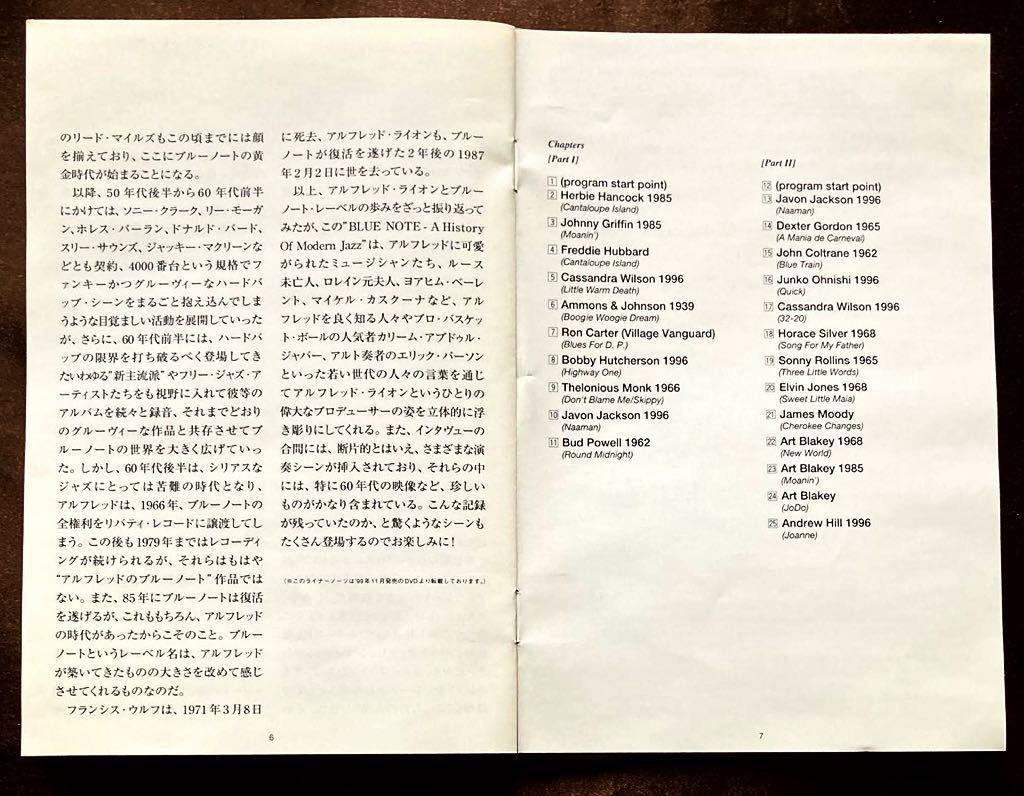 のリード・マイルズもこの頃までには顔
を揃えており、ここにブルーノートの黄
金時代が始まることになる。
以降、50年代後半から60年代前半
にかけては、ソニー・クラーク、リー・モーガ
ン、ホレス・パーラン、ドナルド・バード、
スリー・サウンズ、ジャッキー・マクリーンな
どとも契約、4000番台という規格でフ
ァンキーかつグルーヴィーなハードバ
ップ・シーンをまるごと抱え込んでしま
うような目覚ましい活動を展開していった
が、さらに、60年代前半には、ハードバ
ップの限界を打ち破るべく登場してき
たいわゆる"新主流派"やフリー・ジャズ・ア
ーティストたちをも視野に入れて彼等の
アルバムを続々と録音、それまでどおり
のグルーヴィーな作品と共存させてブ
ルーノートの世界を大きく広げていっ
た。しかし、60年代後半は、シリアスな
ジャズにとっては苦難の時代となり、
アルフレッドは、1966年、ブルーノートの
全権利をリバティ・レコードに譲渡してし
まう。この後も1979年まではレコーディ
ングが続けられるが、それらはもはや
"アルフレッドのブルーノート"作品では
ない。また、85年にブルーノートは復活
を遂げるが、これももちろん、アルフレッド
の時代があったからこそのこと。ブルー
ノートというレーベル名は、アルフレッド
が築いてきたものの大きさを改めて感じ
させてくれるものなのだ。
フランシス・ウルフは、1971年3月8日
に死去、アルフレッド・ライオンも、ブルー
ノートが復活を遂げた2年後の1987
年2月2日に世を去っている。
以上、アルフレッド・ライオンとブルー
ノート・レーベルの歩みをざっと振り返って
みたが、この"BLUE NOTE - A History
Of Modern Jazz"は、アルフレッドに可愛
がられたミュージシャンたち、ルース
未亡人、ロレイン元夫人、ヨアヒム・ベーレ
ント、マイケル・カスクーナなど、アル
フレッドを良く知る人々やプロ・バスケッ
ト・ボールの人気者カリーム・アブドゥル・
ジャバー、アルト奏者のエリック・パーソン
といった若い世代の人々の言葉を通じ
てアルフレッド・ライオンというひとりの
偉大なプロデューサーの姿を立体的に浮
き彫りにしてくれる。また、インタヴューの
合間には、断片的とはいえ、さまざまな演
奏シーンが挿入されており、それらの中
には、特に60年代の映像など、珍しい
ものがかなり含まれている。こんな記録
が残っていたのか、と驚くようなシーンも
たくさん登場するのでお楽しみに!
(※このライナーノーツは'99年11月発売のDVDより転載しております。)
6
Chapters
[Part I]
1 (program start point)
2 Herbie Hancock 1985
(Cantaloupe Island)
3 Johnny Griffin 1985
(Moanin')
4 Freddie Hubbard
(Cantaloupe Island)
5 Cassandra Wilson 1996
(Little Warm Death)
6 Ammons & Johnson 1939
(Boogie Woogie Dream)
7 Ron Carter (Village Vanguard)
(Blues For D. P.)
8 Bobby Hutcherson 1996
(Highway One)
9 Thelonious Monk 1966
(Don't Blame Me/Skippy)
10 Javon Jackson 1996
(Naaman)
11 Bud Powell 1962
(Round Midnight)
[Part II]
12 (program start point)
13 Javon Jackson 1996
(Naaman)
14 Dexter Gordon 1965
(A Mania de Carneval)
15 John Coltrane 1962
(Blue Train)
16 Junko Ohnishi 1996
(Quick)
17 Cassandra Wilson 1996
(32-20)
18 Horace Silver 1968
(Song For My Father)
19 Sonny Rollins 1965
(Three Little Words)
20 Elvin Jones 1968
(Sweet Little Maia)
21 James Moody
(Cherokee Changes)
22 Art Blakey 1968
(New World)
23 Art Blakey 1985
(Moanin')
24 Art Blakey
(JoDo)
25 Andrew Hill 1996
(Joanne)
7